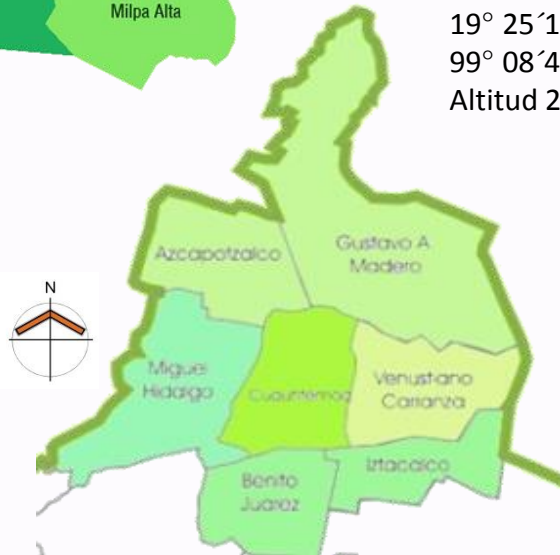 Milpa Alta
19° 25´1
99° 08´4
Altitud 2
Azcapotzalco
Gustavo A
Madero
N
Miguel
Hidalgo
Cuauhtemoc
Venustiano
Carranza
Iztacalco
Benito
Juarez